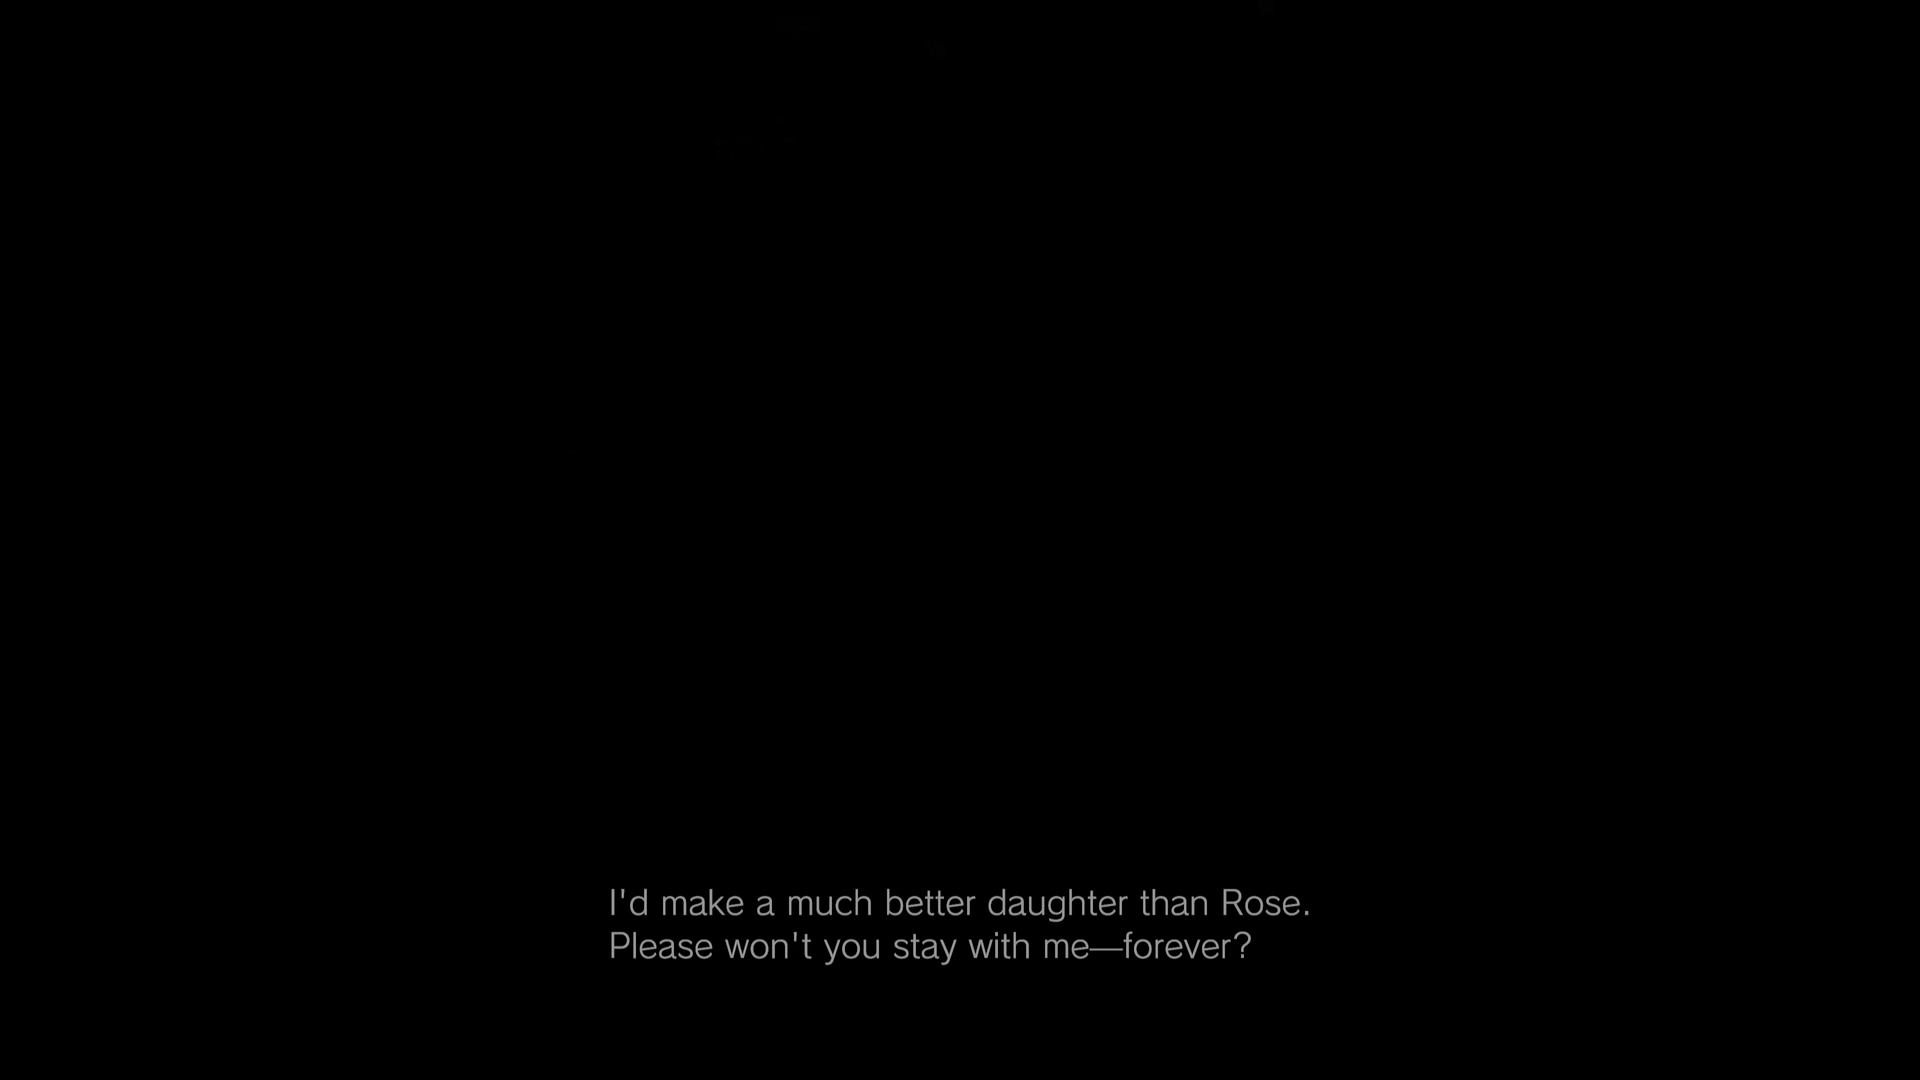 I'd make a much better daughter than Rose.
Please won't you stay with me—forever?